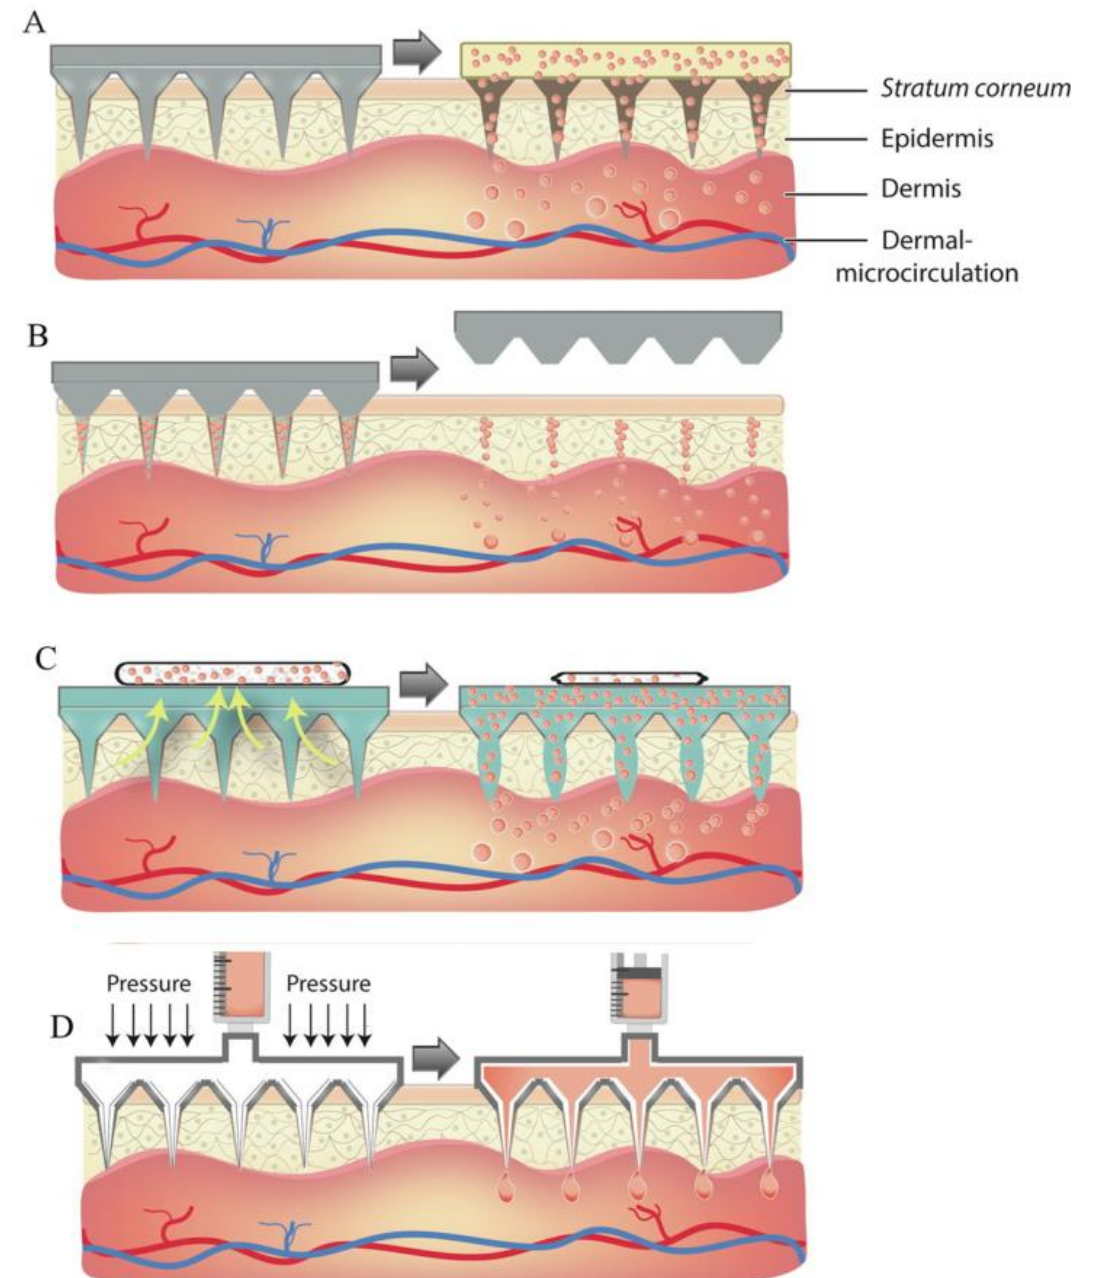 A
Stratum corneum
Epidermis
Dermis
Dermal-
microcirculation
B
C
Pressure Pressure
D